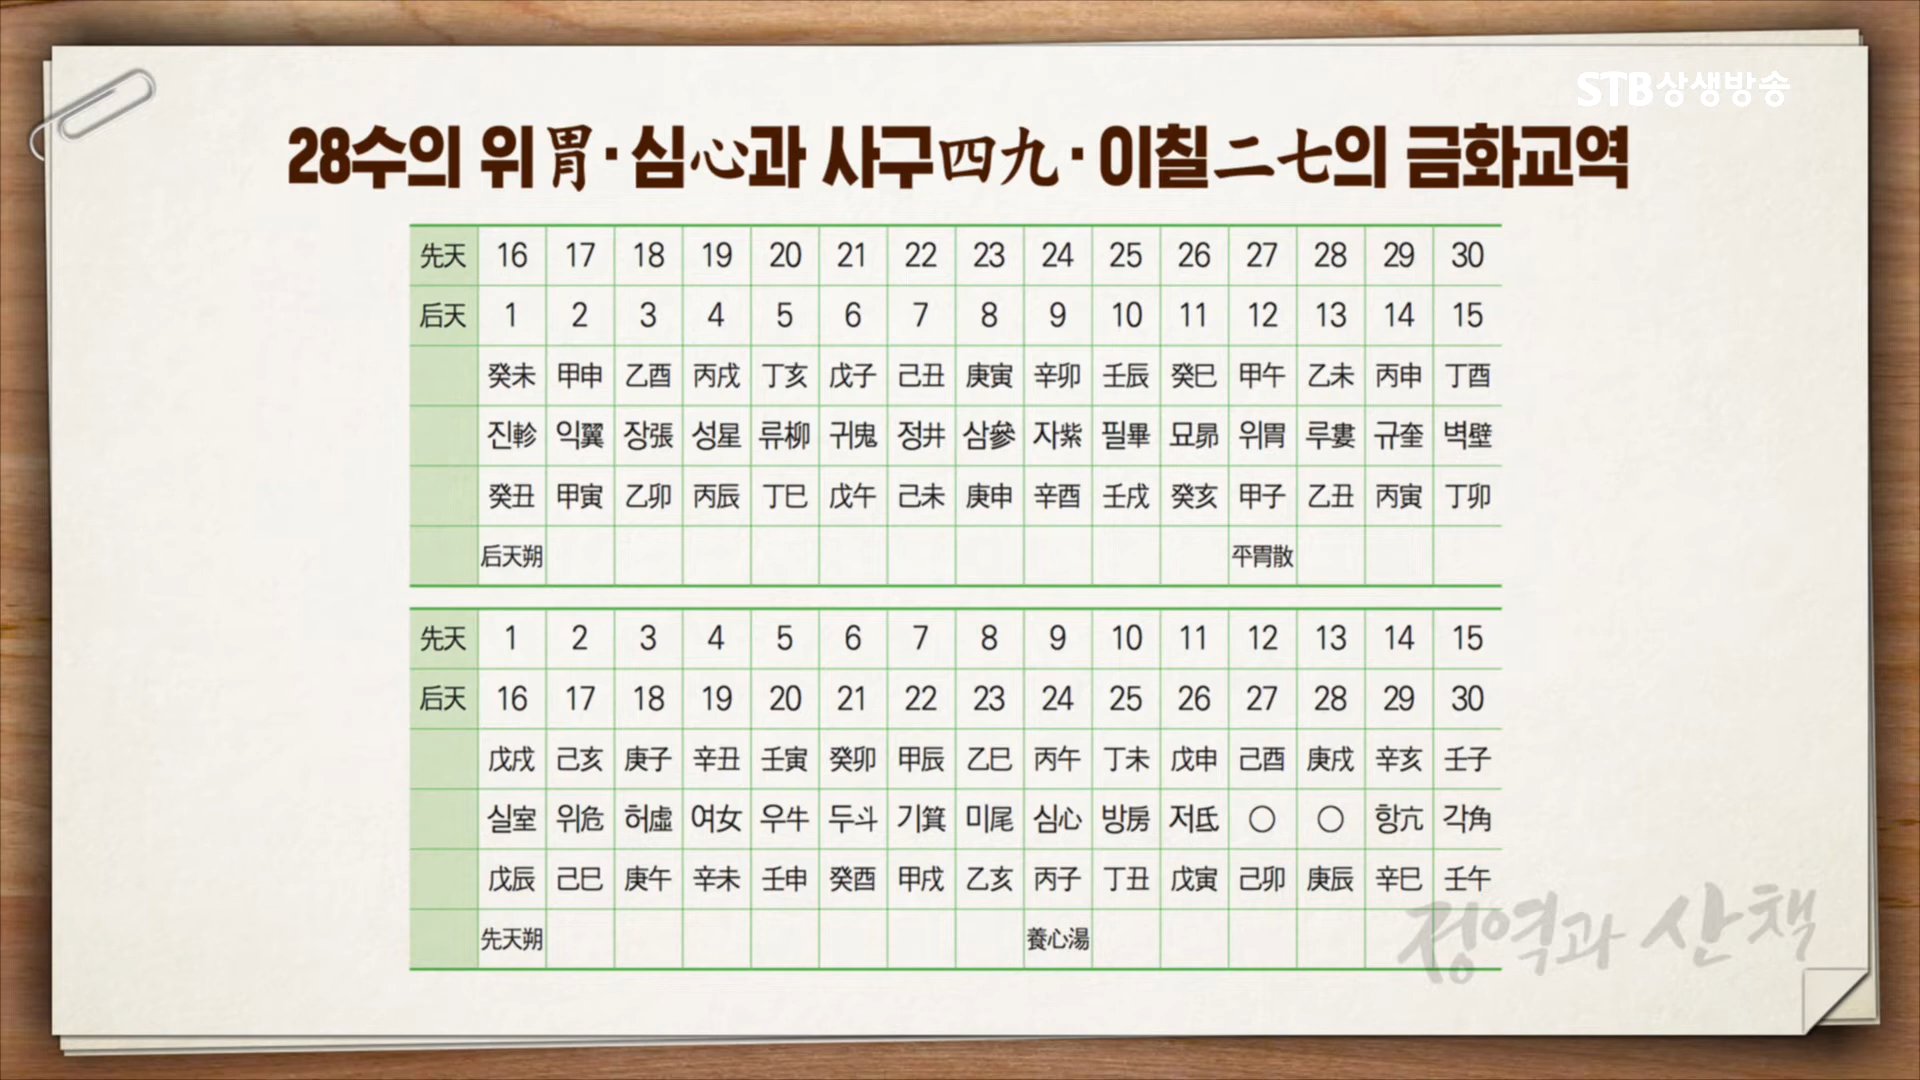 STB상생방송
28수의 위胃·심心과 사구四九·이칠二七의 금화교역
先天 16 17 18 19 20 21 22 23 24 25 26 27 28 29 30
后天 1 2 3 4 5 6 7 8 9 10 11 12 13 14 15
癸未 甲申 乙酉 丙戌 丁亥 戊子 己丑 庚寅 辛卯 壬辰 癸巳 甲午 乙未 丙申 丁酉
진軫 익翼 장張 성星 류柳 귀鬼 정井 삼參 자紫 필畢 묘昴 위胃 루婁 규奎 벽壁
癸丑 甲寅 乙卯 丙辰 丁巳 戊午 己未 庚申 辛酉 壬戌 癸亥 甲子 乙丑 丙寅 丁卯
后天朔 平胃散
先天 1 2 3 4 5 6 7 8 9 10 11 12 13 14 15
后天 16 17 18 19 20 21 22 23 24 25 26 27 28 29 30
戊戌 己亥 庚子 辛丑 壬寅 癸卯 甲辰 乙巳 丙午 丁未 戊申 己酉 庚戌 辛亥 壬子
실室 위危 허虛 여女 우牛 두斗 기箕 미尾 심心 방房 저氐 ○ ○ 항亢 각角
戊辰 己巳 庚午 辛未 壬申 癸酉 甲戌 乙亥 丙子 丁丑 戊寅 己卯 庚辰 辛巳 壬午
先天朔 養心湯
정역과 산책